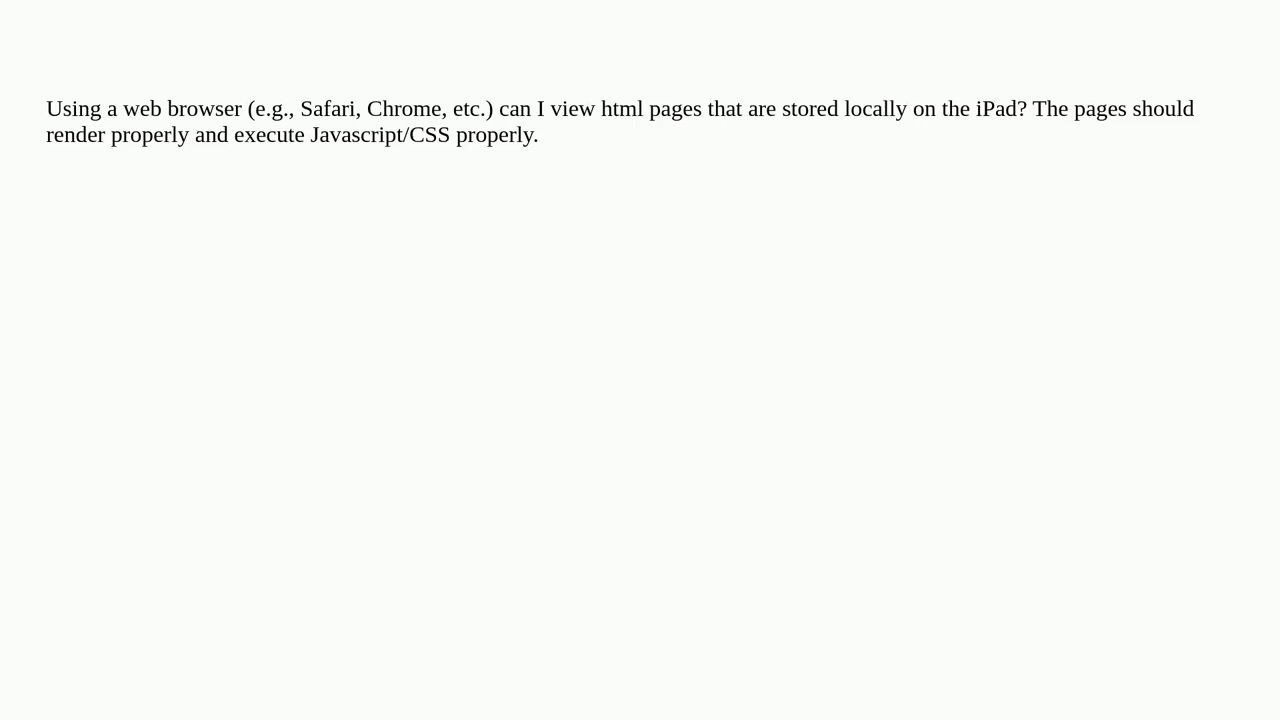 Using a web browser (e.g., Safari, Chrome, etc.) can I view html pages that are stored locally on the iPad? The pages should
render properly and execute Javascript/CSS properly.